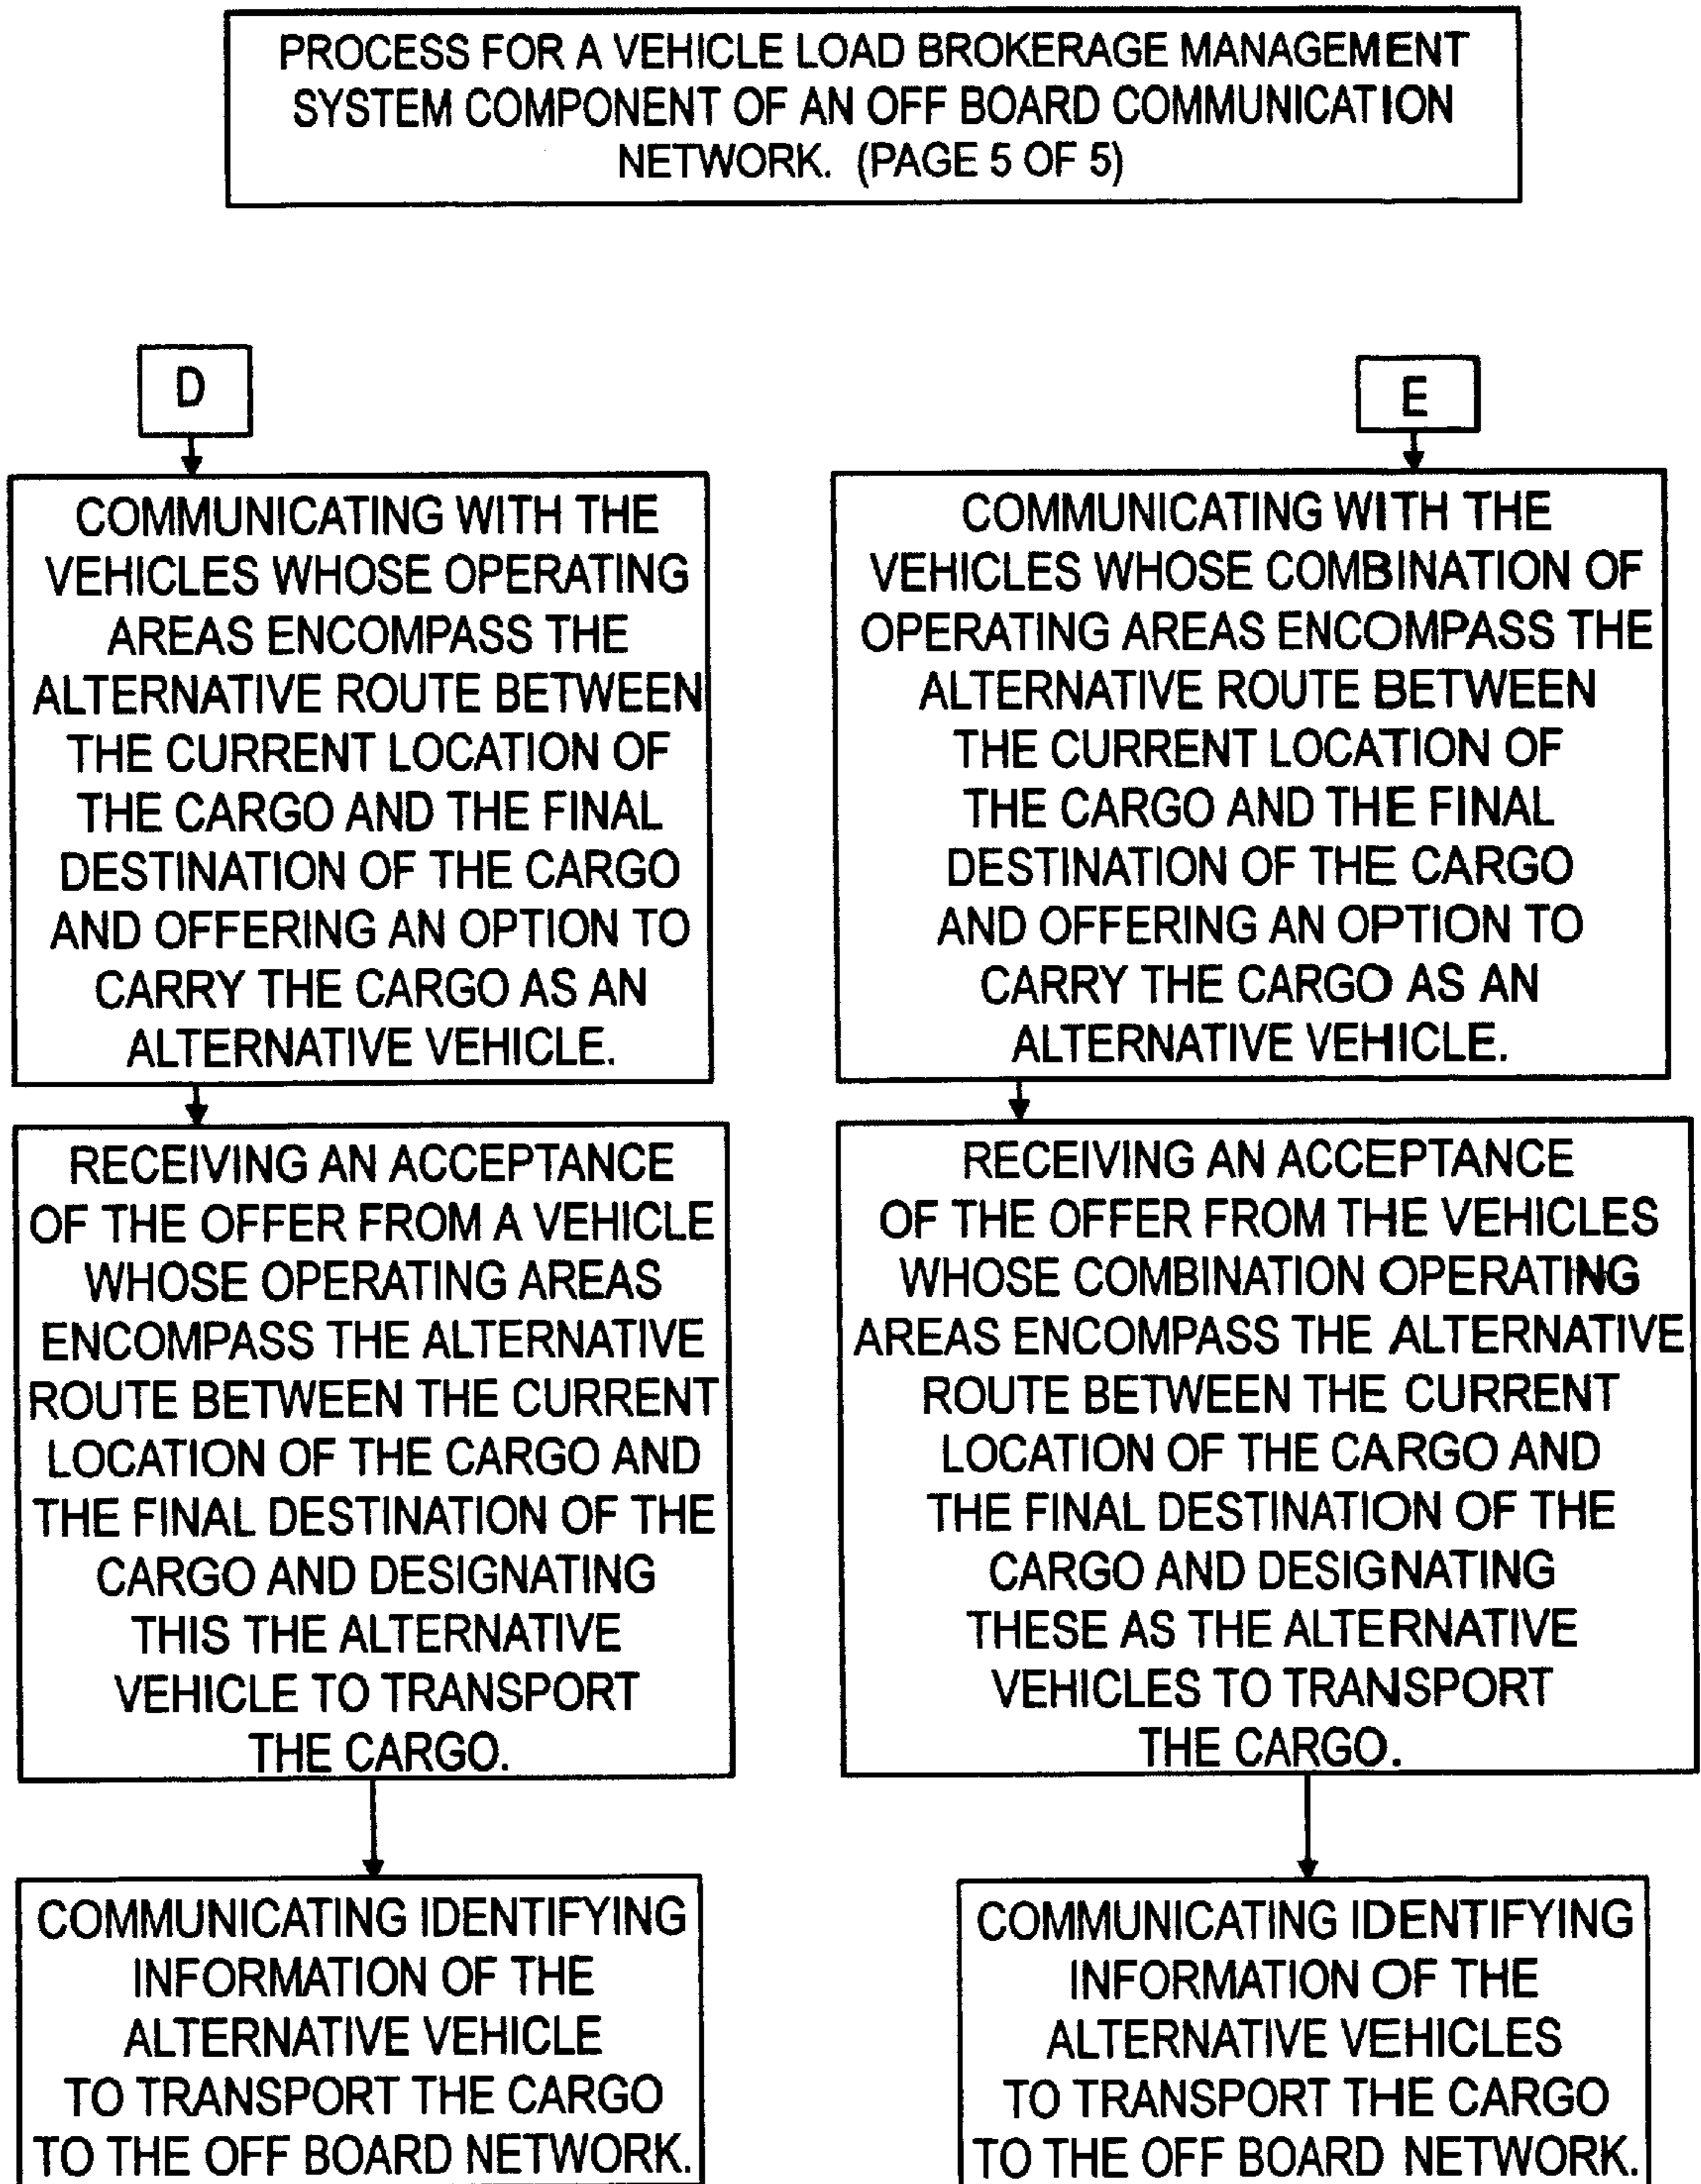 PROCESS FOR A VEHICLE LOAD BROKERAGE MANAGEMENT
SYSTEM COMPONENT OF AN OFF BOARD COMMUNICATION
NETWORK. (PAGE 5 OF 5)
D
COMMUNICATING WITH THE
VEHICLES WHOSE OPERATING
AREAS ENCOMPASS THE
ALTERNATIVE ROUTE BETWEEN
THE CURRENT LOCATION OF
THE CARGO AND THE FINAL
DESTINATION OF THE CARGO
AND OFFERING AN OPTION TO
CARRY THE CARGO AS AN
ALTERNATIVE VEHICLE.
RECEIVING AN ACCEPTANCE
OF THE OFFER FROM A VEHICLE
WHOSE OPERATING AREAS
ENCOMPASS THE ALTERNATIVE
ROUTE BETWEEN THE CURRENT
LOCATION OF THE CARGO AND
THE FINAL DESTINATION OF THE
CARGO AND DESIGNATING
THIS THE ALTERNATIVE
VEHICLE TO TRANSPORT
THE CARGO.
COMMUNICATING IDENTIFYING
INFORMATION OF THE
ALTERNATIVE VEHICLE
TO TRANSPORT THE CARGO
TO THE OFF BOARD NETWORK.
E
COMMUNICATING WITH THE
VEHICLES WHOSE COMBINATION OF
OPERATING AREAS ENCOMPASS THE
ALTERNATIVE ROUTE BETWEEN
THE CURRENT LOCATION OF
THE CARGO AND THE FINAL
DESTINATION OF THE CARGO
AND OFFERING AN OPTION TO
CARRY THE CARGO AS AN
ALTERNATIVE VEHICLE.
RECEIVING AN ACCEPTANCE
OF THE OFFER FROM THE VEHICLES
WHOSE COMBINATION OPERATING
AREAS ENCOMPASS THE ALTERNATIVE
ROUTE BETWEEN THE CURRENT
LOCATION OF THE CARGO AND
THE FINAL DESTINATION OF THE
CARGO AND DESIGNATING
THESE AS THE ALTERNATIVE
VEHICLES TO TRANSPORT
THE CARGO.
COMMUNICATING IDENTIFYING
INFORMATION OF THE
ALTERNATIVE VEHICLES
TO TRANSPORT THE CARGO
TO THE OFF BOARD NETWORK.